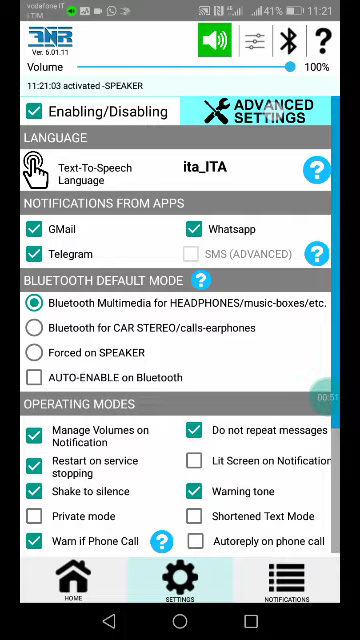 vodafone IT
TIM
41% 11:21
FNR
Ver. 6.01.11
?
Volume 100%
11:21:03 activated -SPEAKER
Enabling/Disabling
ADVANCED
SETTINGS
LANGUAGE
Text-To-Speech
Language
ita_ITA
?
NOTIFICATIONS FROM APPS
GMail
Whatsapp
Telegram
SMS (ADVANCED)
?
BLUETOOTH DEFAULT MODE ?
Bluetooth Multimedia for HEADPHONES/music-boxes/etc.
Bluetooth for CAR STEREO/calls-earphones
Forced on SPEAKER
AUTO-ENABLE on Bluetooth
00:51
OPERATING MODES
Manage Volumes on
Notification
Do not repeat messages
Restart on service
stopping
Lit Screen on Notification
Shake to silence
Warning tone
Private mode
Shortened Text Mode
Warn if Phone Call
?
Autoreply on phone call
HOME
SETTINGS
NOTIFICATIONS